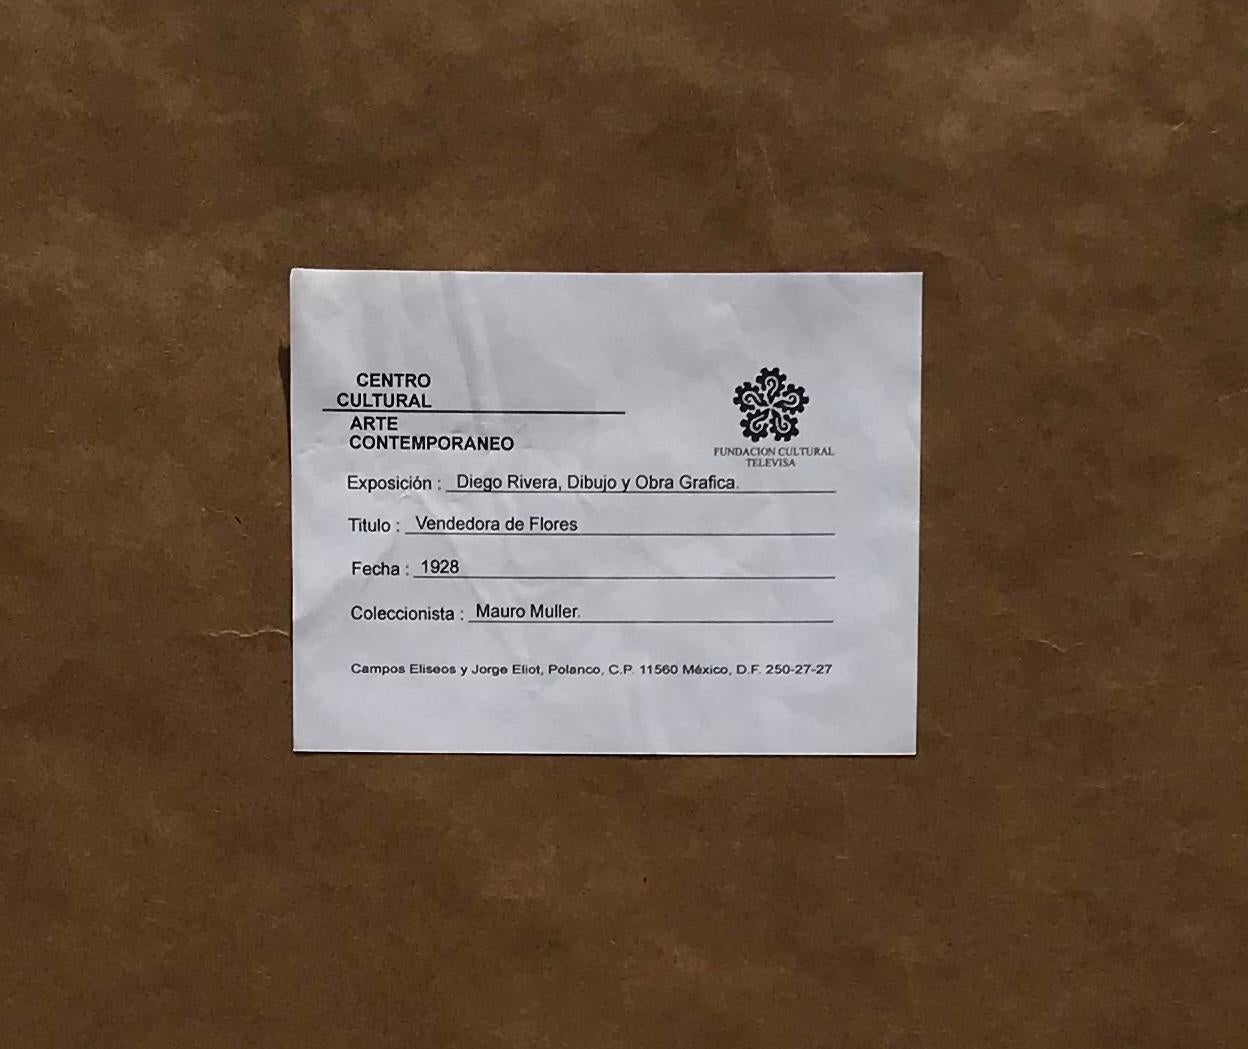 CENTRO
CULTURAL
ARTE
CONTEMPORANEO
FUNDACION CULTURAL
TELEVISA
Exposición : Diego Rivera, Dibujo y Obra Grafica.
Titulo : Vendedora de Flores
Fecha : 1928
Coleccionista : Mauro Muller.
Campos Eliseos y Jorge Eliot, Polanco, C.P. 11560 México, D.F. 250-27-27